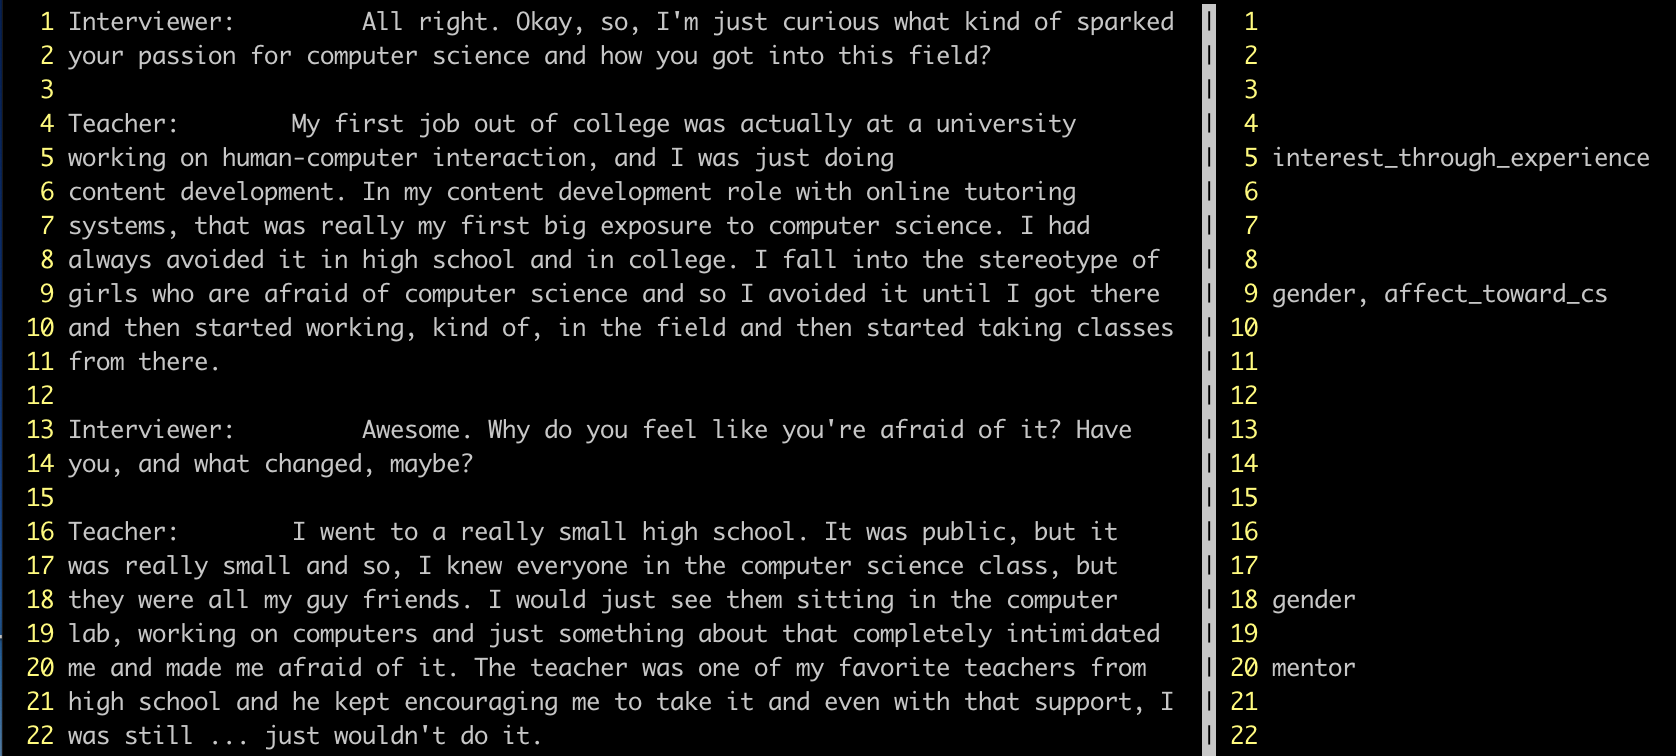 1 Interviewer:         All right. Okay, so, I'm just curious what kind of sparked | 1
2 your passion for computer science and how you got into this field? | 2
3 | 3
4 Teacher:        My first job out of college was actually at a university | 4
5 working on human-computer interaction, and I was just doing | 5 interest_through_experience
6 content development. In my content development role with online tutoring | 6
7 systems, that was really my first big exposure to computer science. I had | 7
8 always avoided it in high school and in college. I fall into the stereotype of | 8
9 girls who are afraid of computer science and so I avoided it until I got there | 9 gender, affect_toward_cs
10 and then started working, kind of, in the field and then started taking classes | 10
11 from there. | 11
12 | 12
13 Interviewer:         Awesome. Why do you feel like you're afraid of it? Have | 13
14 you, and what changed, maybe? | 14
15 | 15
16 Teacher:        I went to a really small high school. It was public, but it | 16
17 was really small and so, I knew everyone in the computer science class, but | 17
18 they were all my guy friends. I would just see them sitting in the computer | 18 gender
19 lab, working on computers and just something about that completely intimidated | 19
20 me and made me afraid of it. The teacher was one of my favorite teachers from | 20 mentor
21 high school and he kept encouraging me to take it and even with that support, I | 21
22 was still ... just wouldn't do it. | 22